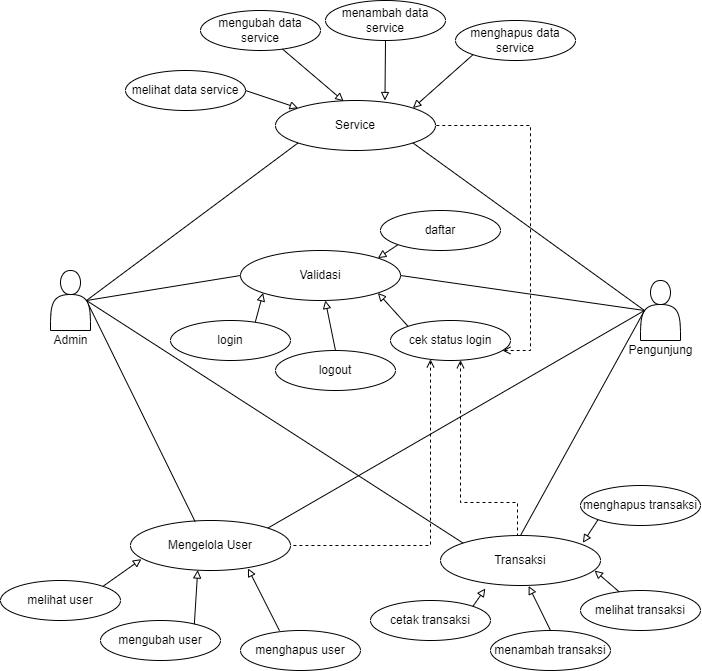 mengubah data
service
menambah data
service
menghapus data
service
melihat data service
Service
daftar
Validasi
Admin
login
cek status login
Pengunjung
logout
menghapus transaksi
Mengelola User
Transaksi
melihat user
melihat transaksi
cetak transaksi
mengubah user
menghapus user
menambah transaksi